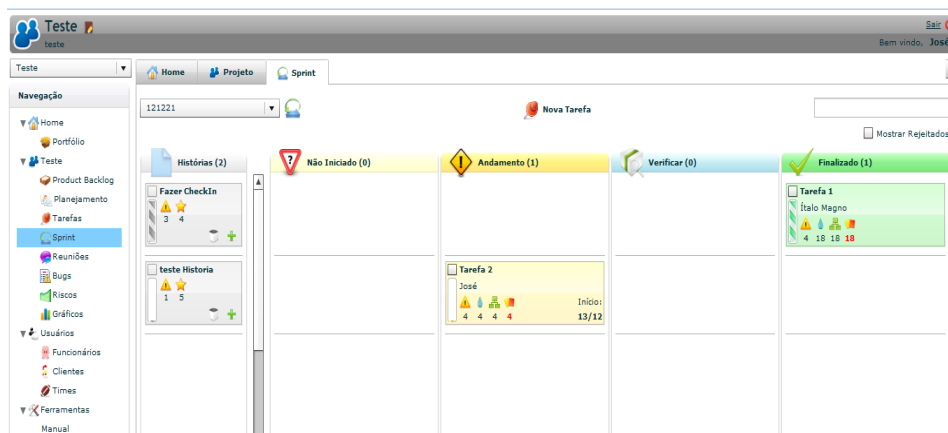 Teste
teste
Sair
Bem vindo, José
Teste
Home
Projeto
Sprint
Navegação
Home
Portfólio
Teste
Product Backlog
Planejamento
Tarefas
Sprint
Reuniões
Bugs
Riscos
Gráficos
Usuários
Funcionários
Clientes
Times
Ferramentas
Manual
121221
Nova Tarefa
Mostrar Rejeitados
Histórias (2)
Não Iniciado (0)
Andamento (1)
Verificar (0)
Finalizado (1)
Fazer CheckIn
3 4
Tarefa 1
Ítalo Magno
4 18 18 18
teste Historia
1 5
Tarefa 2
José
Início:
4 4 4 4 13/12